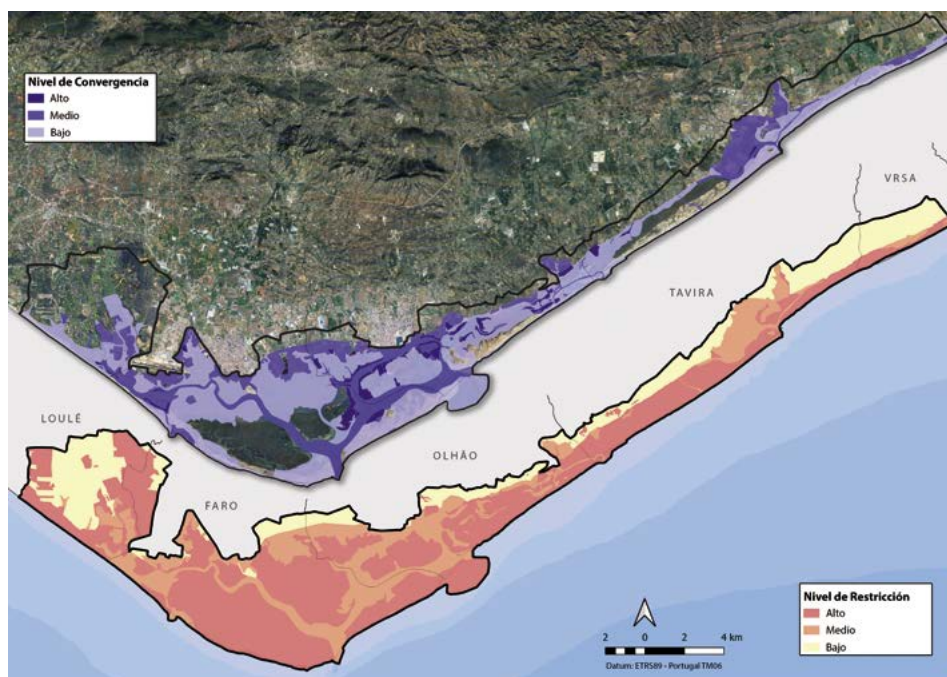 Nivel de Convergencia
Alto
Medio
Bajo
VRSA
TAVIRA
LOULÉ
OLHÃO
FARO
Nivel de Restricción
Alto
Medio
Bajo
2 0 2 4 km
Datum: ETRS89 - Portugal TM06